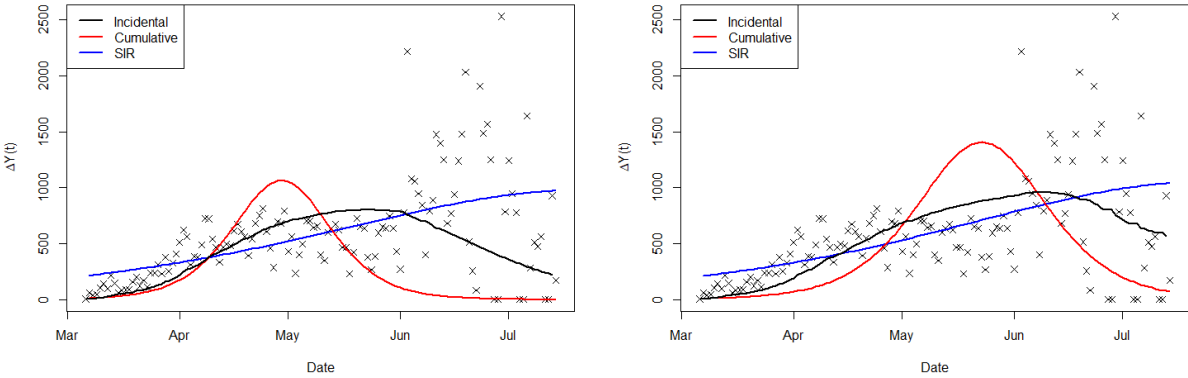 Incidental
Cumulative
SIR
2500
2000
1500
1000
500
0
ΔY(t)
Mar
Apr
May
Jun
Jul
Date
Incidental
Cumulative
SIR
2500
2000
1500
1000
500
0
ΔY(t)
Mar
Apr
May
Jun
Jul
Date